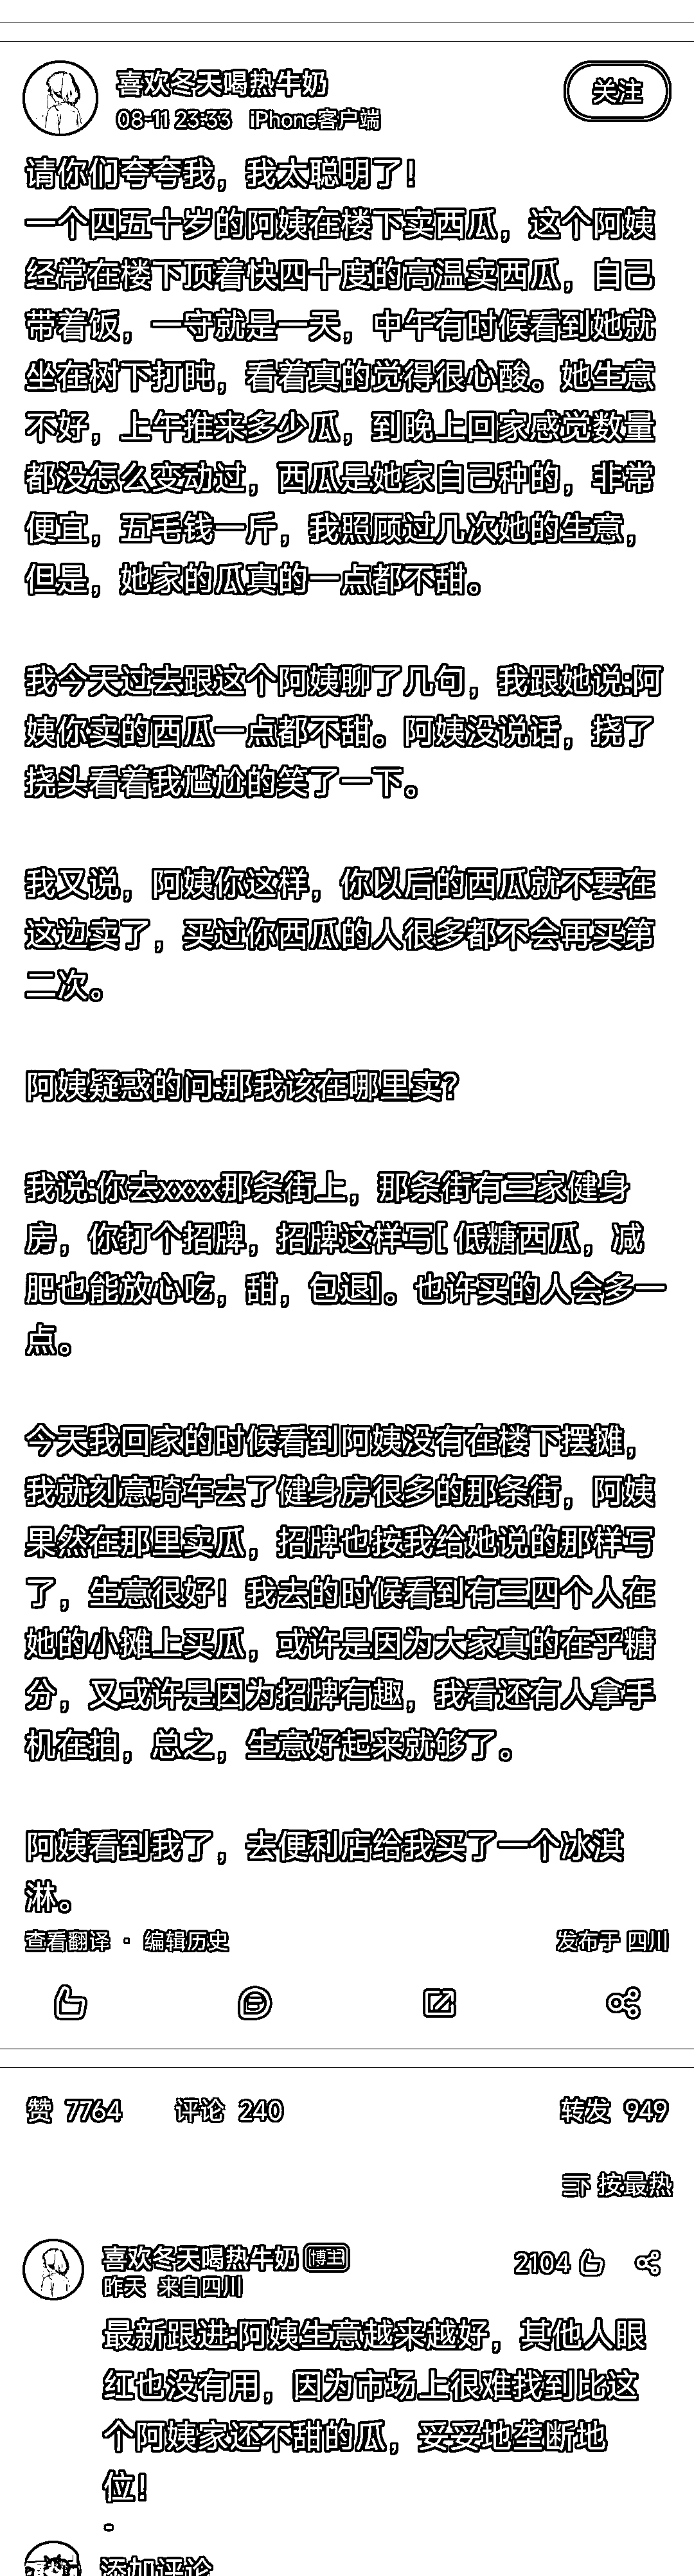 喜欢冬天喝热牛奶
关注
08-11 23:33 iPhone客户端
请你们夸夸我，我太聪明了！
一个四五十岁的阿姨在楼下卖西瓜，这个阿姨
经常在楼下顶着快四十度的高温卖西瓜，自己
带着饭，一守就是一天，中午有时候看到她就
坐在树下打盹，看着真的觉得很心酸。她生意
不好，上午推来多少瓜，到晚上回家感觉数量
都没怎么变动过，西瓜是她家自己种的，非常
便宜，五毛钱一斤，我照顾过几次她的生意，
但是，她家的瓜真的一点都不甜。
我今天过去跟这个阿姨聊了几句，我跟她说:阿
姨你卖的西瓜一点都不甜。阿姨没说话，挠了
挠头看着我尴尬的笑了一下。
我又说，阿姨你这样，你以后的西瓜就不要在
这边卖了，买过你西瓜的人很多都不会再买第
二次。
阿姨疑惑的问:那我该在哪里卖？
我说:你去xxxx那条街上，那条街有三家健身
房，你打个招牌，招牌这样写[ 低糖西瓜，减
肥也能放心吃，甜，包退]。也许买的人会多一
点。
今天我回家的时候看到阿姨没有在楼下摆摊，
我就刻意骑车去了健身房很多的那条街，阿姨
果然在那里卖瓜，招牌也按我给她说的那样写
了，生意很好！我去的时候看到有三四个人在
她的小摊上买瓜，或许是因为大家真的在乎糖
分，又或许是因为招牌有趣，我看还有人拿手
机在拍，总之，生意好起来就够了。
阿姨看到我了，去便利店给我买了一个冰淇
淋。
查看翻译 · 编辑历史 发布于 四川
赞 7764 评论 240 转发 949
按最热
喜欢冬天喝热牛奶 博主 2104
昨天 来自四川
最新跟进:阿姨生意越来越好，其他人眼
红也没有用，因为市场上很难找到比这
个阿姨家还不甜的瓜，妥妥地垄断地
位！
添加评论